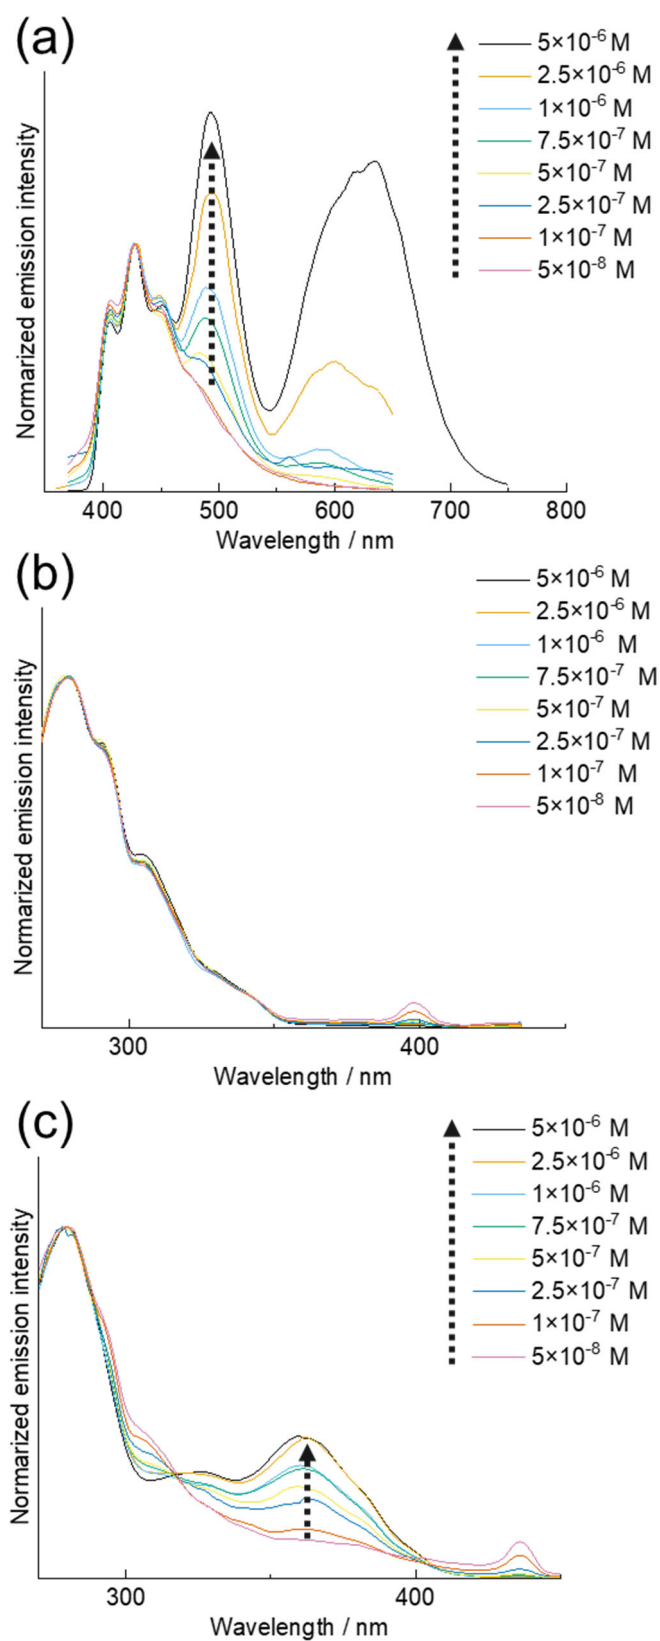 (a)
5×10⁻⁶ M
2.5×10⁻⁶ M
1×10⁻⁶ M
7.5×10⁻⁷ M
5×10⁻⁷ M
2.5×10⁻⁷ M
1×10⁻⁷ M
5×10⁻⁸ M
Normarized emission intensity
400 500 600 700 800
Wavelength / nm
(b)
5×10⁻⁶ M
2.5×10⁻⁶ M
1×10⁻⁶ M
7.5×10⁻⁷ M
5×10⁻⁷ M
2.5×10⁻⁷ M
1×10⁻⁷ M
5×10⁻⁸ M
Normarized emission intensity
300 400
Wavelength / nm
(c)
5×10⁻⁶ M
2.5×10⁻⁶ M
1×10⁻⁶ M
7.5×10⁻⁷ M
5×10⁻⁷ M
2.5×10⁻⁷ M
1×10⁻⁷ M
5×10⁻⁸ M
Normarized emission intensity
300 400
Wavelength / nm